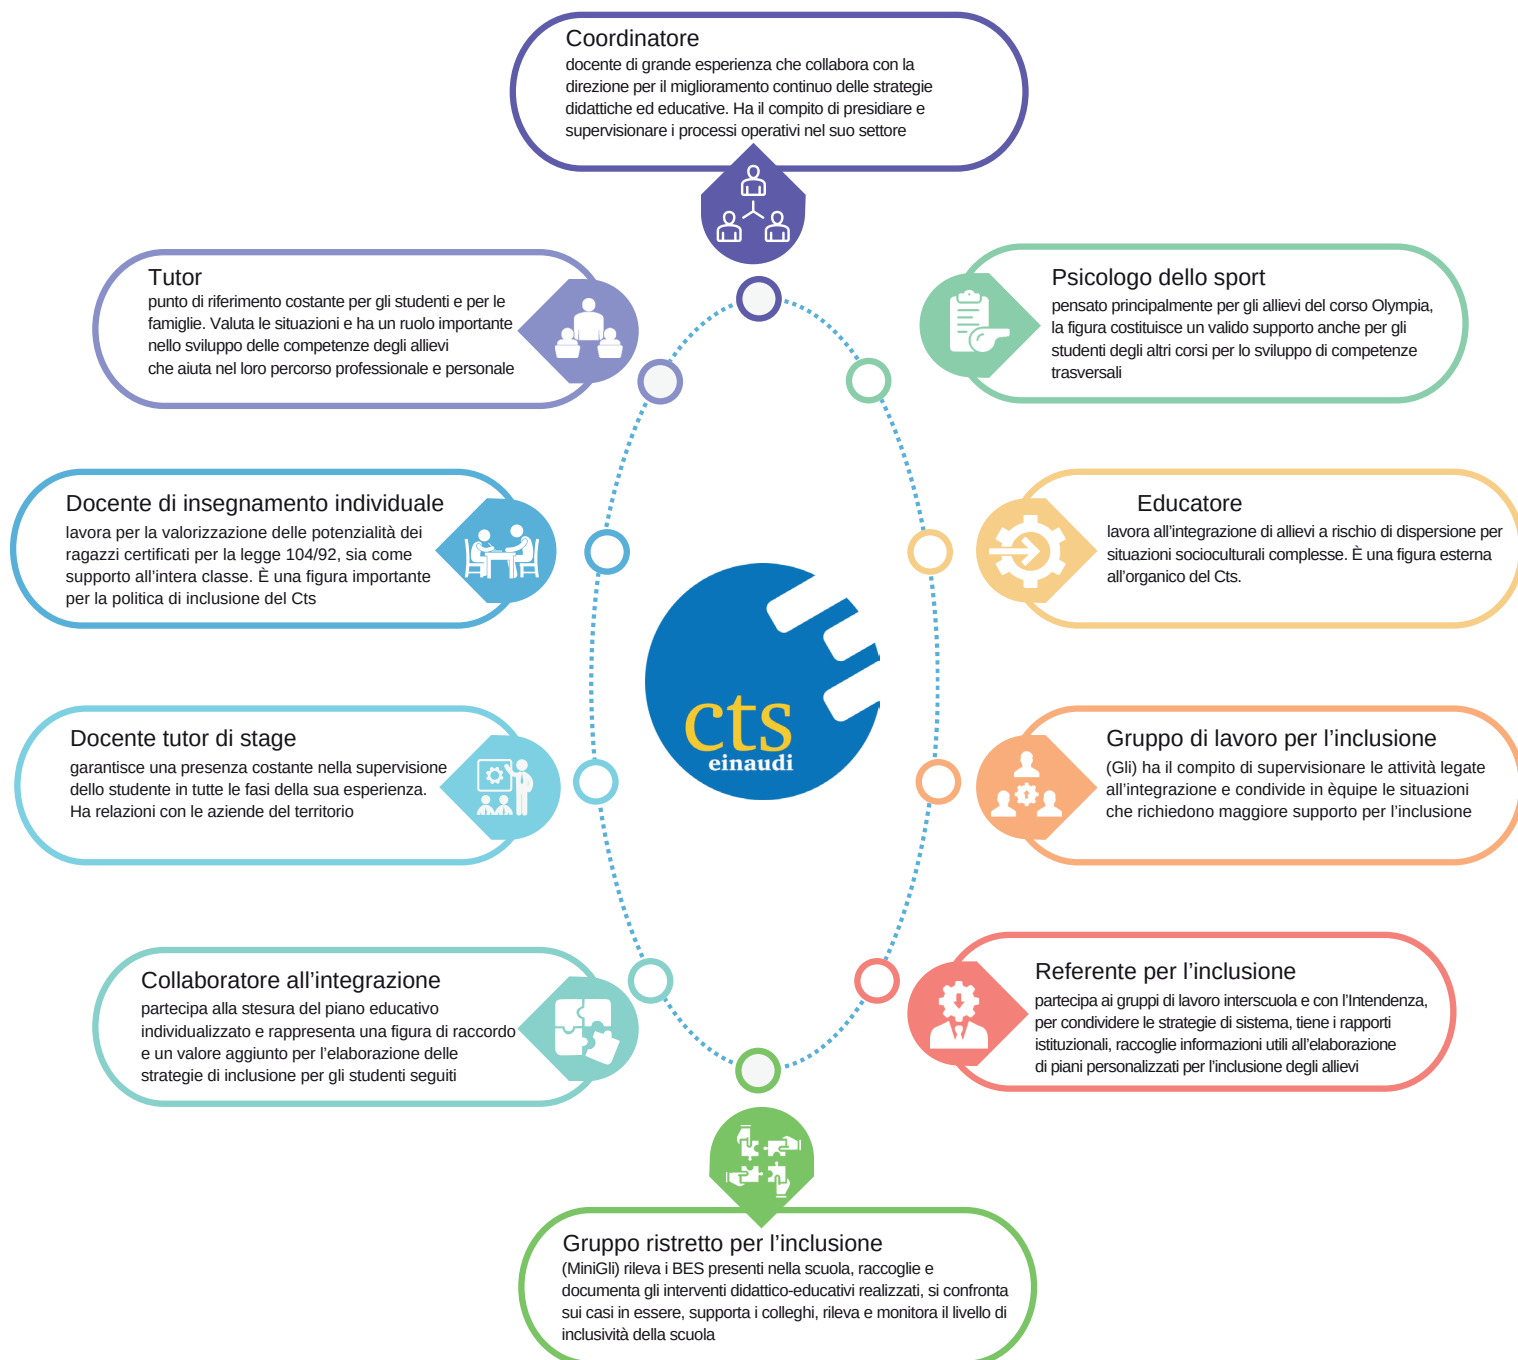 Coordinatore
docente di grande esperienza che collabora con la
direzione per il miglioramento continuo delle strategie
didattiche ed educative. Ha il compito di presidiare e
supervisionare i processi operativi nel suo settore
Tutor
punto di riferimento costante per gli studenti e per le
famiglie. Valuta le situazioni e ha un ruolo importante
nello sviluppo delle competenze degli allievi
che aiuta nel loro percorso professionale e personale
Psicologo dello sport
pensato principalmente per gli allievi del corso Olympia,
la figura costituisce un valido supporto anche per gli
studenti degli altri corsi per lo sviluppo di competenze
trasversali
Docente di insegnamento individuale
lavora per la valorizzazione delle potenzialità dei
ragazzi certificati per la legge 104/92, sia come
supporto all'intera classe. È una figura importante
per la politica di inclusione del Cts
Educatore
lavora all'integrazione di allievi a rischio di dispersione per
situazioni socioculturali complesse. È una figura esterna
all'organico del Cts.
cts
einaudi
Docente tutor di stage
garantisce una presenza costante nella supervisione
dello studente in tutte le fasi della sua esperienza.
Ha relazioni con le aziende del territorio
Gruppo di lavoro per l'inclusione
(Gli) ha il compito di supervisionare le attività legate
all'integrazione e condivide in èquipe le situazioni
che richiedono maggiore supporto per l'inclusione
Collaboratore all'integrazione
partecipa alla stesura del piano educativo
individualizzato e rappresenta una figura di raccordo
e un valore aggiunto per l'elaborazione delle
strategie di inclusione per gli studenti seguiti
Referente per l'inclusione
partecipa ai gruppi di lavoro interscuola e con l'Intendenza,
per condividere le strategie di sistema, tiene i rapporti
istituzionali, raccoglie informazioni utili all'elaborazione
di piani personalizzati per l'inclusione degli allievi
Gruppo ristretto per l'inclusione
(MiniGli) rileva i BES presenti nella scuola, raccoglie e
documenta gli interventi didattico-educativi realizzati, si confronta
sui casi in essere, supporta i colleghi, rileva e monitora il livello di
inclusività della scuola